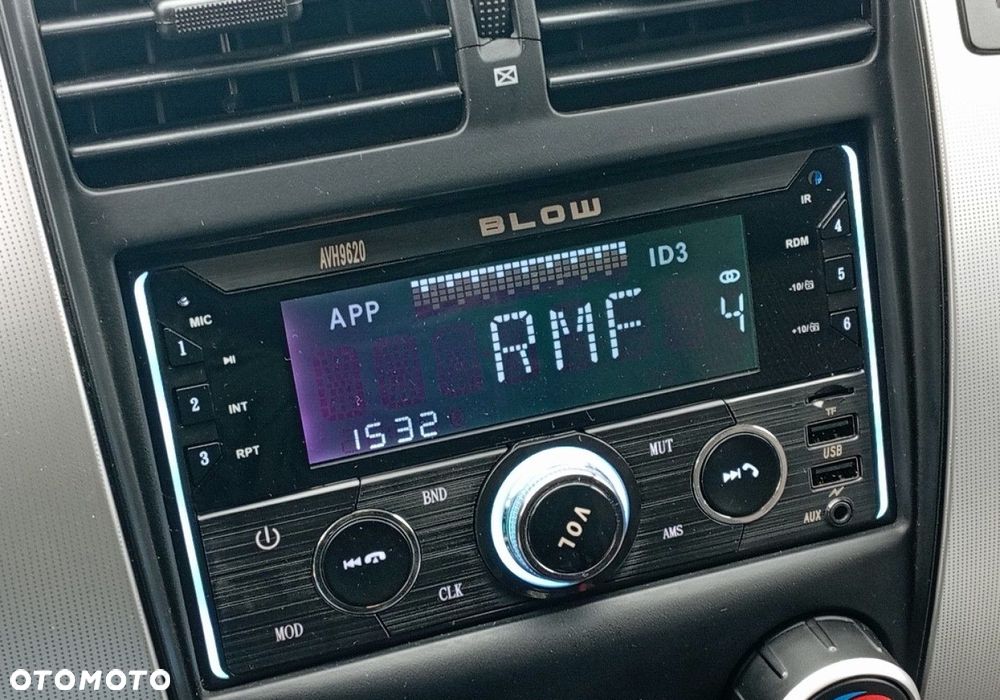 BLOW
AVH9620
IR
4
MIC
APP
ID3
RDM
1
RMF
4
-10/
5
2
INT
+10/
6
1532
3
RPT
TF
USB
BND
MUT
VOL
AUX
AMS
CLK
MOD
OTOMOTO